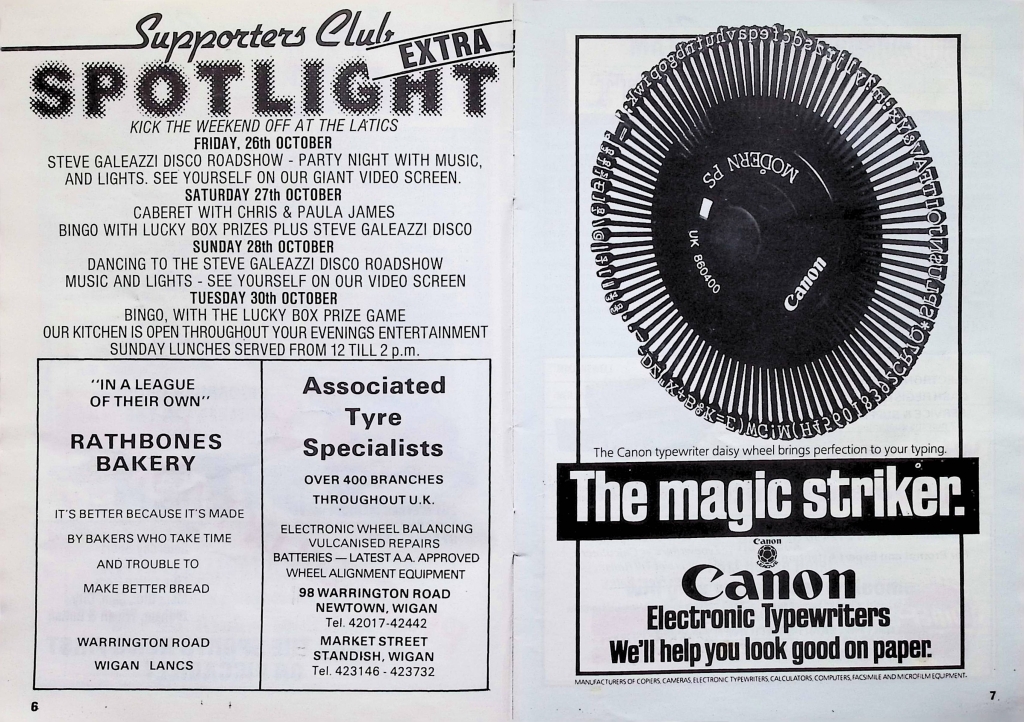 Supporters Club
EXTRA
SPOTLIGHT
KICK THE WEEKEND OFF AT THE LATICS
FRIDAY, 26th OCTOBER
STEVE GALEAZZI DISCO ROADSHOW - PARTY NIGHT WITH MUSIC,
AND LIGHTS. SEE YOURSELF ON OUR GIANT VIDEO SCREEN.
SATURDAY 27th OCTOBER
CABERET WITH CHRIS & PAULA JAMES
BINGO WITH LUCKY BOX PRIZES PLUS STEVE GALEAZZI DISCO
SUNDAY 28th OCTOBER
DANCING TO THE STEVE GALEAZZI DISCO ROADSHOW
MUSIC AND LIGHTS - SEE YOURSELF ON OUR VIDEO SCREEN
TUESDAY 30th OCTOBER
BINGO, WITH THE LUCKY BOX PRIZE GAME
OUR KITCHEN IS OPEN THROUGHOUT YOUR EVENINGS ENTERTAINMENT
SUNDAY LUNCHES SERVED FROM 12 TILL 2 p.m.
"IN A LEAGUE
OF THEIR OWN"
RATHBONES
BAKERY
IT'S BETTER BECAUSE IT'S MADE
BY BAKERS WHO TAKE TIME
AND TROUBLE TO
MAKE BETTER BREAD
WARRINGTON ROAD
WIGAN LANCS
Associated
Tyre
Specialists
OVER 400 BRANCHES
THROUGHOUT U.K.
ELECTRONIC WHEEL BALANCING
VULCANISED REPAIRS
BATTERIES — LATEST A.A. APPROVED
WHEEL ALIGNMENT EQUIPMENT
98 WARRINGTON ROAD
NEWTOWN, WIGAN
Tel. 42017-42442
MARKET STREET
STANDISH, WIGAN
Tel. 423146 - 423732
6
MODERN PS
UK 860400
Canon
The Canon typewriter daisy wheel brings perfection to your typing.
The magic striker.
Canon
Canon
Electronic Typewriters
We'll help you look good on paper.
MANUFACTURERS OF COPIERS, CAMERAS, ELECTRONIC TYPEWRITERS, CALCULATORS, COMPUTERS, FACSIMILE AND MICROFILM EQUIPMENT.
7